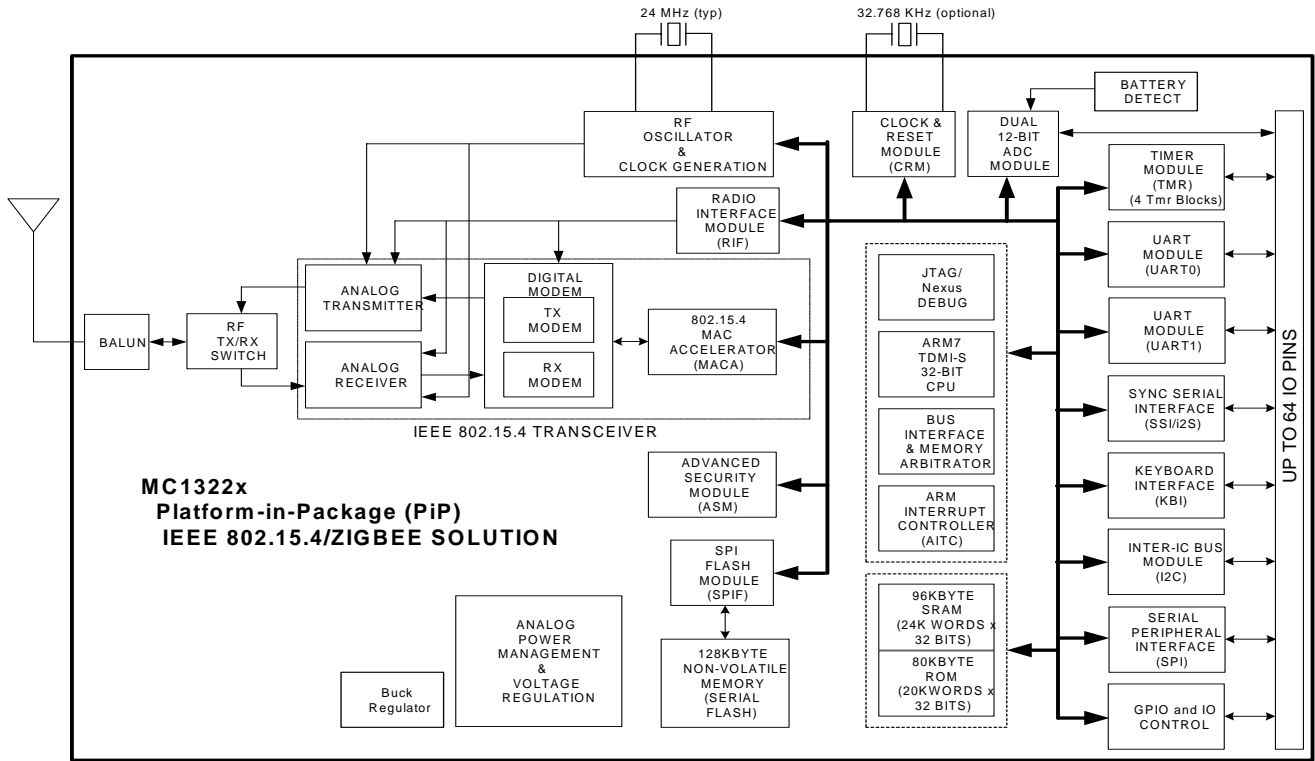 24 MHz (typ)
32.768 KHz (optional)
BATTERY
DETECT
RF
OSCILLATOR
&
CLOCK GENERATION
CLOCK &
RESET
MODULE
(CRM)
DUAL
12-BIT
ADC
MODULE
TIMER
MODULE
(TMR)
(4 Tmr Blocks)
RADIO
INTERFACE
MODULE
(RIF)
UART
MODULE
(UART0)
ANALOG
TRANSMITTER
DIGITAL
MODEM
TX
MODEM
RX
MODEM
802.15.4
MAC
ACCELERATOR
(MACA)
JTAG/
Nexus
DEBUG
BALUN
RF
TX/RX
SWITCH
ANALOG
RECEIVER
IEEE 802.15.4 TRANSCEIVER
ARM7
TDMI-S
32-BIT
CPU
UART
MODULE
(UART1)
BUS
INTERFACE
& MEMORY
ARBITRATOR
SYNC SERIAL
INTERFACE
(SSI/i2S)
UP TO 64 IO PINS
MC1322x
Platform-in-Package (PiP)
IEEE 802.15.4/ZIGBEE SOLUTION
ADVANCED
SECURITY
MODULE
(ASM)
ARM
INTERRUPT
CONTROLLER
(AITC)
KEYBOARD
INTERFACE
(KBI)
SPI
FLASH
MODULE
(SPIF)
INTER-IC BUS
MODULE
(I2C)
96KBYTE
SRAM
(24K WORDS x
32 BITS)
SERIAL
PERIPHERAL
INTERFACE
(SPI)
Buck
Regulator
ANALOG
POWER
MANAGEMENT
&
VOLTAGE
REGULATION
128KBYTE
NON-VOLATILE
MEMORY
(SERIAL
FLASH)
80KBYTE
ROM
(20KWORDS x
32 BITS)
GPIO and IO
CONTROL